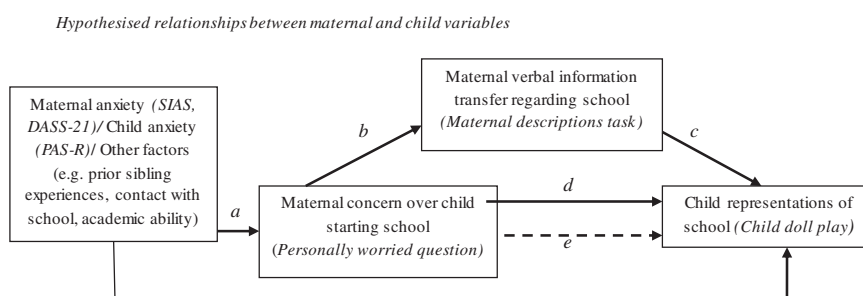 Hypothesised relationships between maternal and child variables
Maternal verbal information
transfer regarding school
(Maternal descriptions task)
Maternal anxiety (SIAS,
DASS-21)/ Child anxiety
(PAS-R)/ Other factors
(e.g. prior sibling
experiences, contact with
school, academic ability)
a
b
c
Maternal concern over child
starting school
(Personally worried question)
d
e
Child representations of
school (Child doll play)